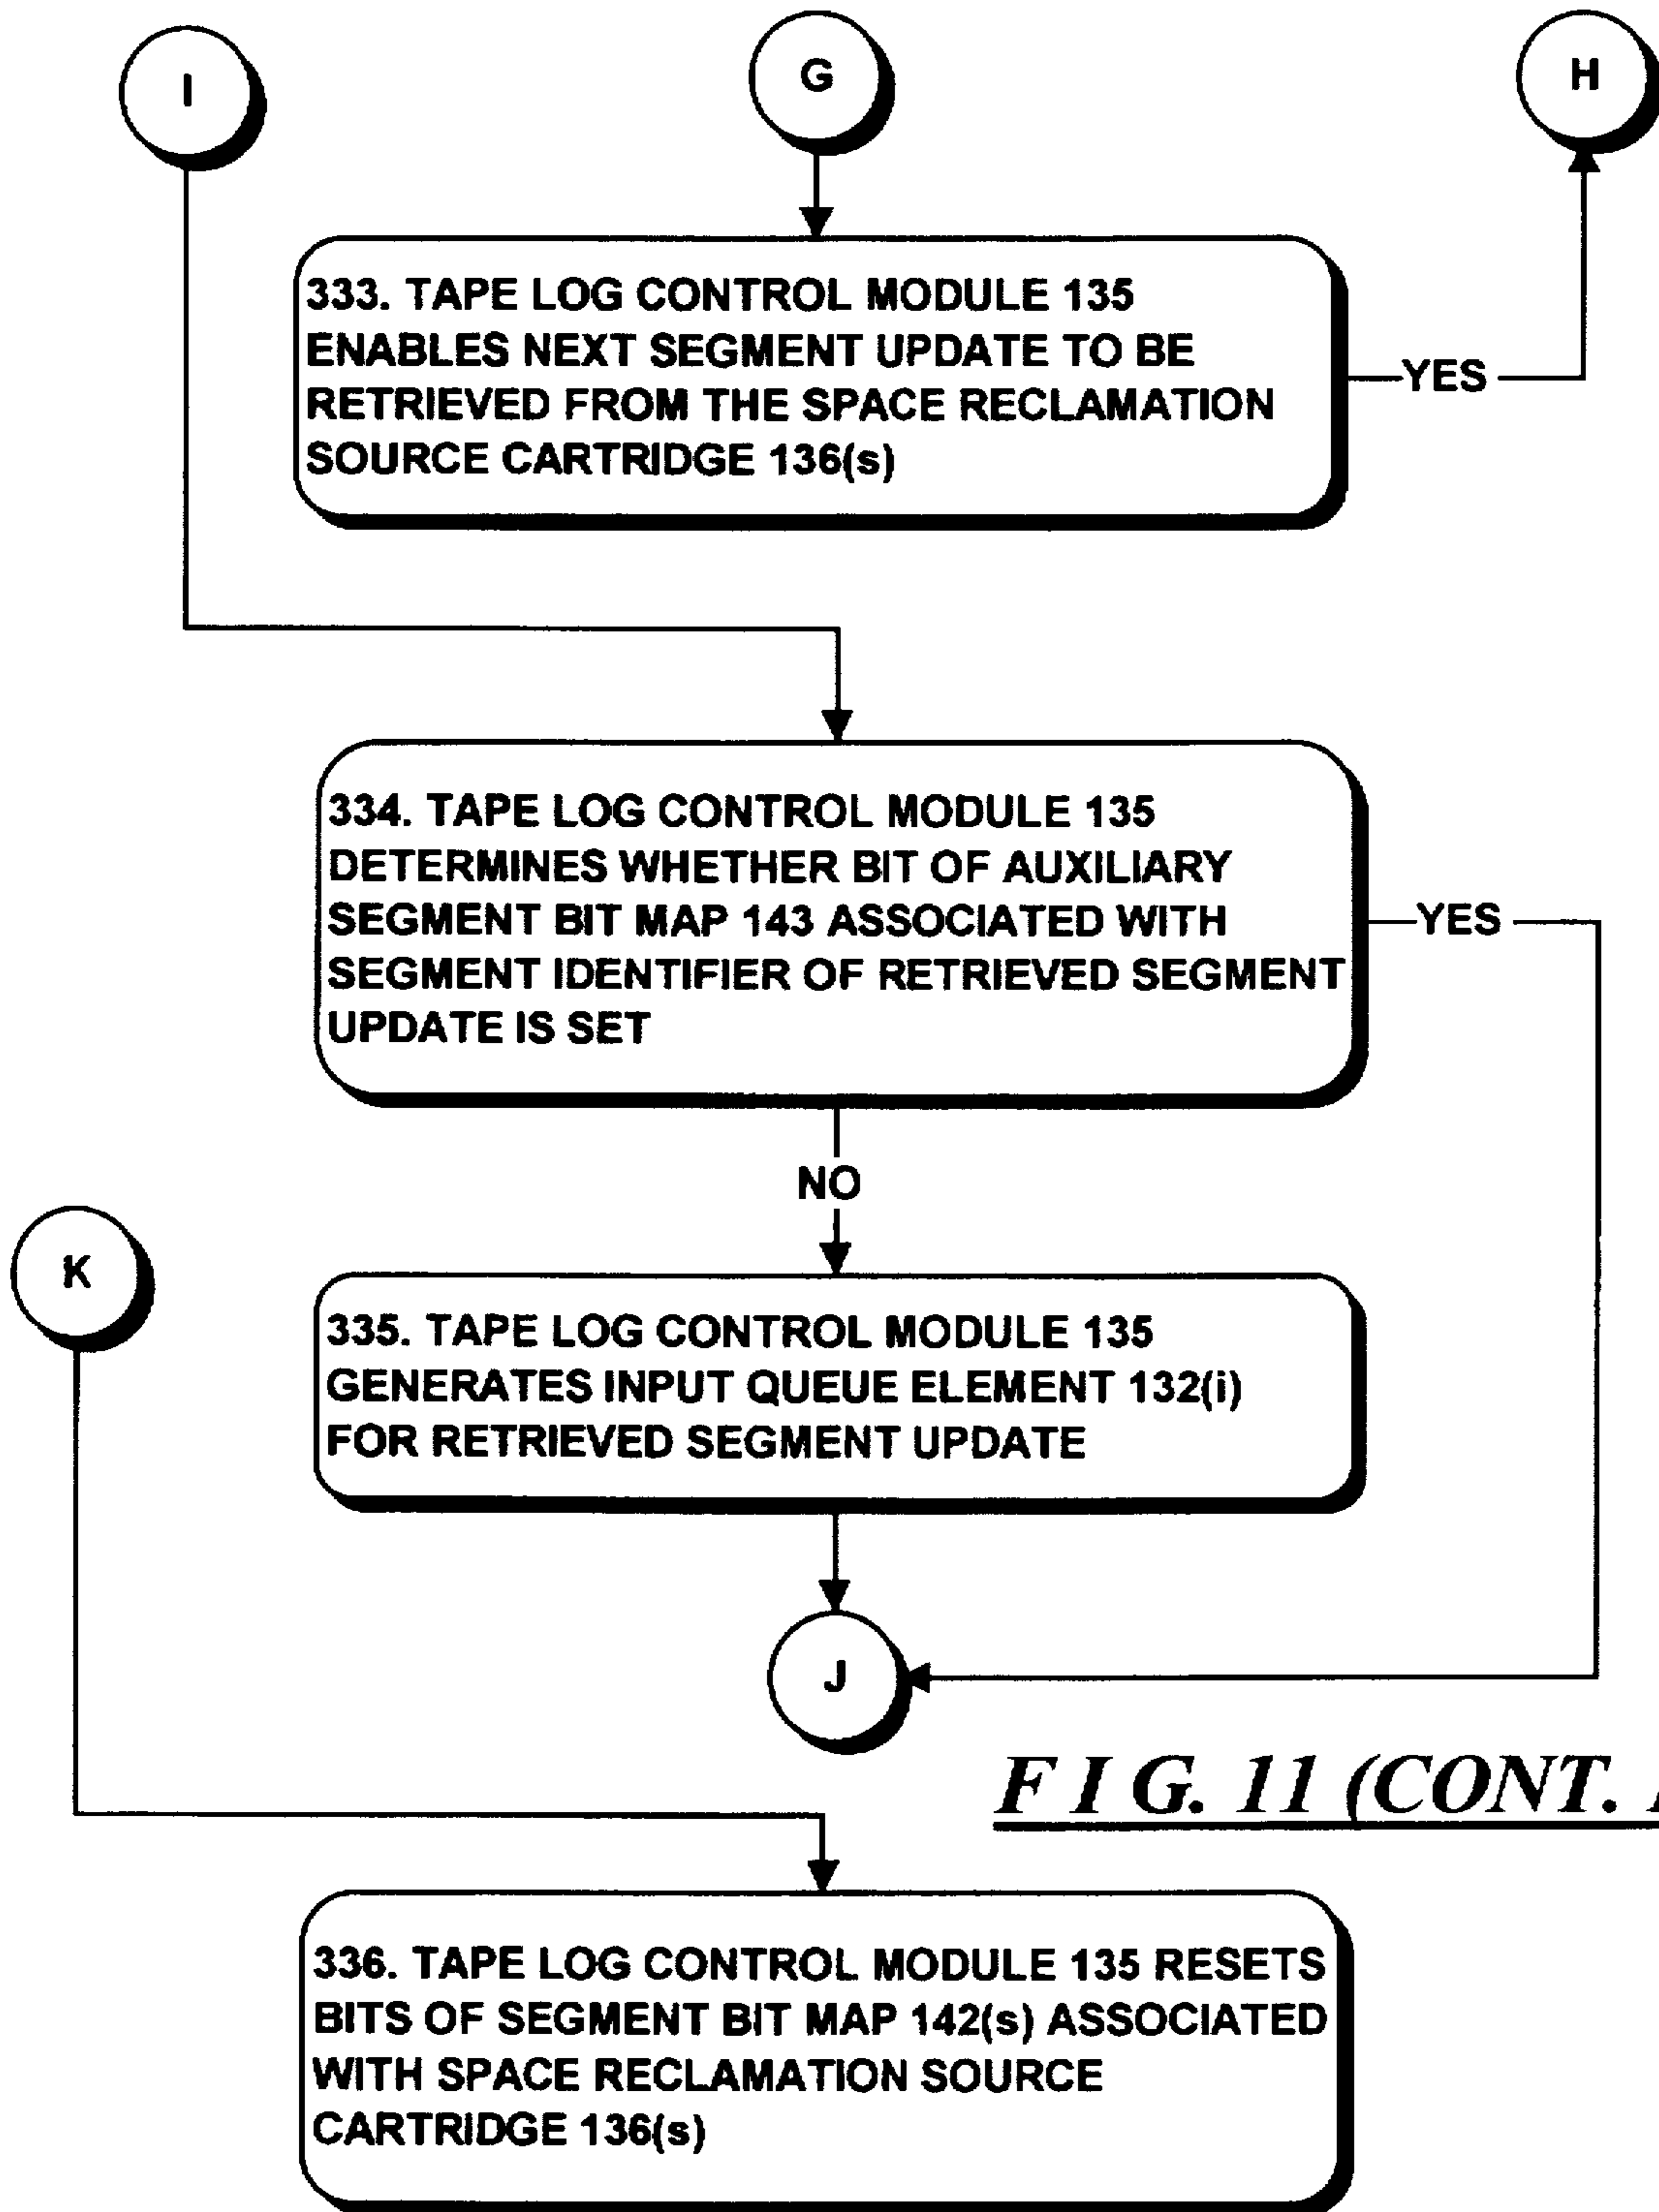 I
G
H
333. TAPE LOG CONTROL MODULE 135
ENABLES NEXT SEGMENT UPDATE TO BE
RETRIEVED FROM THE SPACE RECLAMATION
SOURCE CARTRIDGE 136(s)
YES
334. TAPE LOG CONTROL MODULE 135
DETERMINES WHETHER BIT OF AUXILIARY
SEGMENT BIT MAP 143 ASSOCIATED WITH
SEGMENT IDENTIFIER OF RETRIEVED SEGMENT
UPDATE IS SET
YES
NO
K
335. TAPE LOG CONTROL MODULE 135
GENERATES INPUT QUEUE ELEMENT 132(i)
FOR RETRIEVED SEGMENT UPDATE
J
F I G. 11 (CONT.
336. TAPE LOG CONTROL MODULE 135 RESETS
BITS OF SEGMENT BIT MAP 142(s) ASSOCIATED
WITH SPACE RECLAMATION SOURCE
CARTRIDGE 136(s)